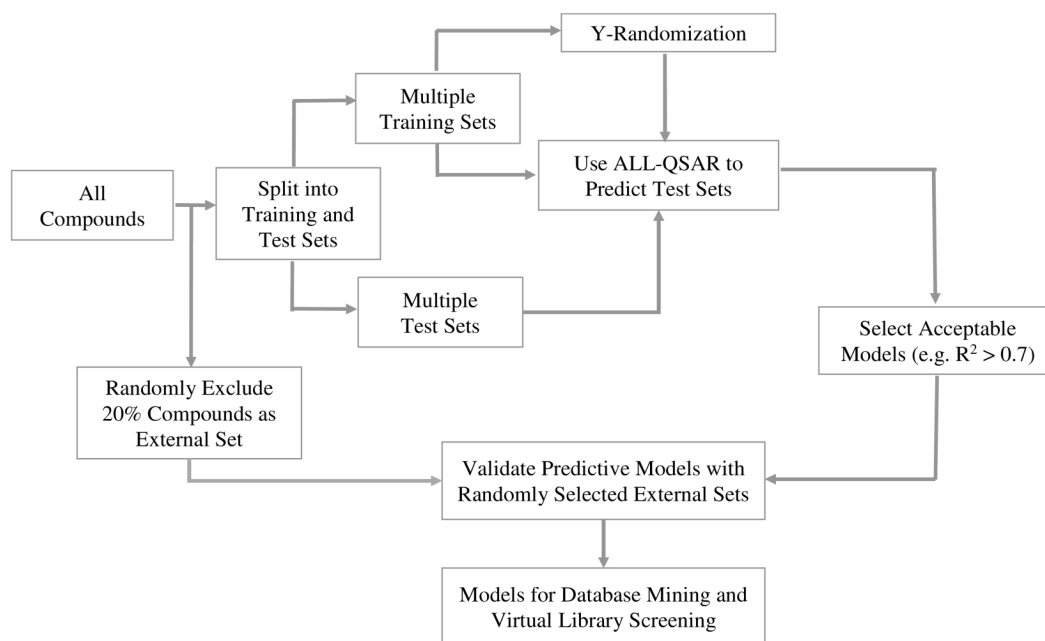 Y-Randomization
Multiple
Training Sets
Use ALL-QSAR to
Predict Test Sets
All
Compounds
Split into
Training and
Test Sets
Multiple
Test Sets
Select Acceptable
Models (e.g. R² > 0.7)
Randomly Exclude
20% Compounds as
External Set
Validate Predictive Models with
Randomly Selected External Sets
Models for Database Mining and
Virtual Library Screening